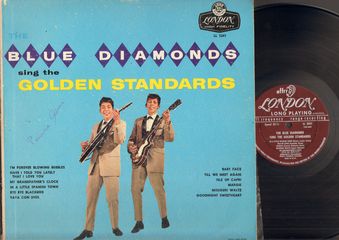 THE
BLUE DIAMONDS
sing the
GOLDEN STANDARDS
LONDON
HIGH FIDELITY
I'M FOREVER BLOWING BUBBLES
HAVE I TOLD YOU LATELY
THAT I LOVE YOU
MY GRANDFATHER'S CLOCK
IN A LITTLE SPANISH TOWN
BYE BYE BLACKBIRD
VAYA CON DIOS
BABY FACE
TILL WE MEET AGAIN
ISLE OF CAPRI
MARGIE
MISSOURI WALTZ
GOODNIGHT SWEETHEART
ffrr
LONDON
LONG PLAYING
THE BLUE DIAMONDS
SING THE GOLDEN STANDARDS